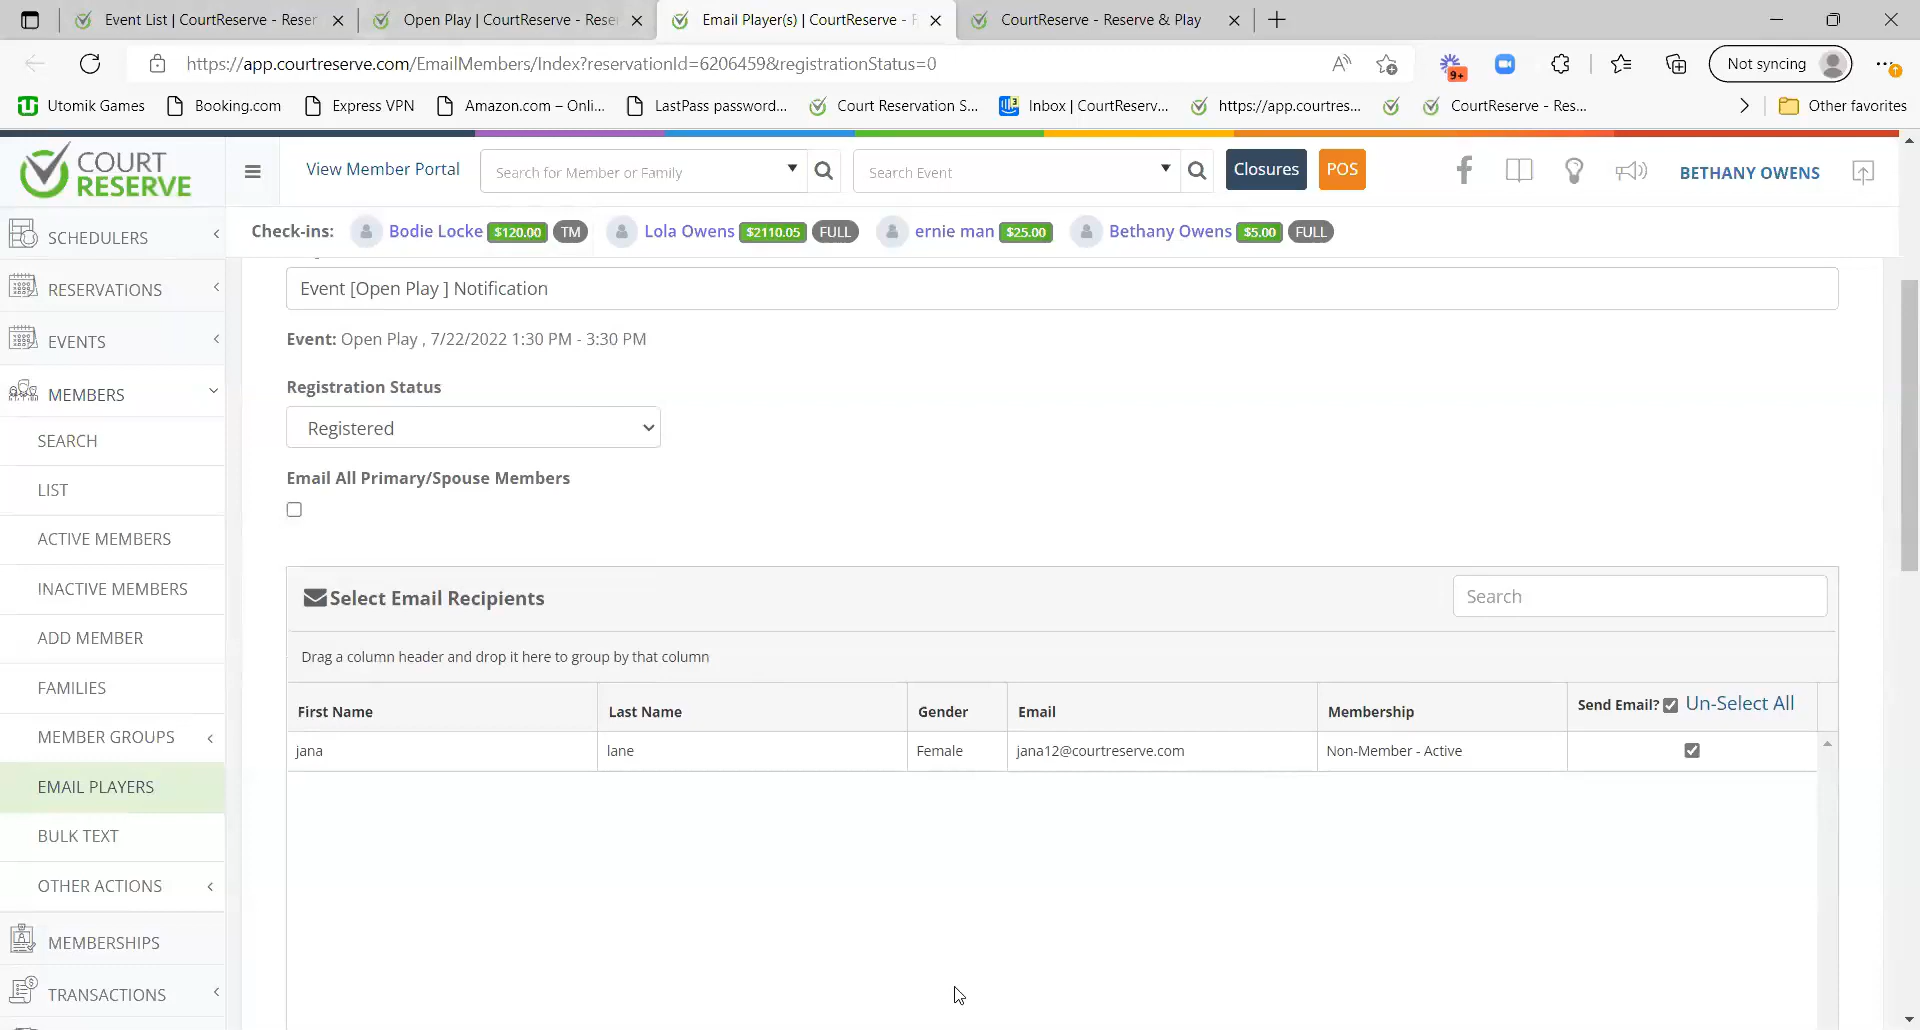 Event List | CourtReserve - Reser
Open Play | CourtReserve - Rese
Email Player(s) | CourtReserve -
CourtReserve - Reserve & Play
https://app.courtreserve.com/EmailMembers/Index?reservationId=6206459&registrationStatus=0
9+
Not syncing
Utomik Games
Booking.com
Express VPN
Amazon.com – Onli...
LastPass password...
Court Reservation S...
Inbox | CourtReserv...
https://app.courtres...
CourtReserve - Res...
Other favorites
COURT
RESERVE
View Member Portal
Search for Member or Family
Search Event
Closures
POS
BETHANY OWENS
Check-ins:
Bodie Locke $120.00 TM
Lola Owens $2110.05 FULL
ernie man $25.00
Bethany Owens $5.00 FULL
SCHEDULERS
RESERVATIONS
EVENTS
MEMBERS
SEARCH
LIST
ACTIVE MEMBERS
INACTIVE MEMBERS
ADD MEMBER
FAMILIES
MEMBER GROUPS
EMAIL PLAYERS
BULK TEXT
OTHER ACTIONS
MEMBERSHIPS
TRANSACTIONS
Event [Open Play ] Notification
Event: Open Play , 7/22/2022 1:30 PM - 3:30 PM
Registration Status
Registered
Email All Primary/Spouse Members
Select Email Recipients
Search
Drag a column header and drop it here to group by that column
First Name Last Name Gender Email Membership Send Email? Un-Select All
jana lane Female jana12@courtreserve.com Non-Member - Active